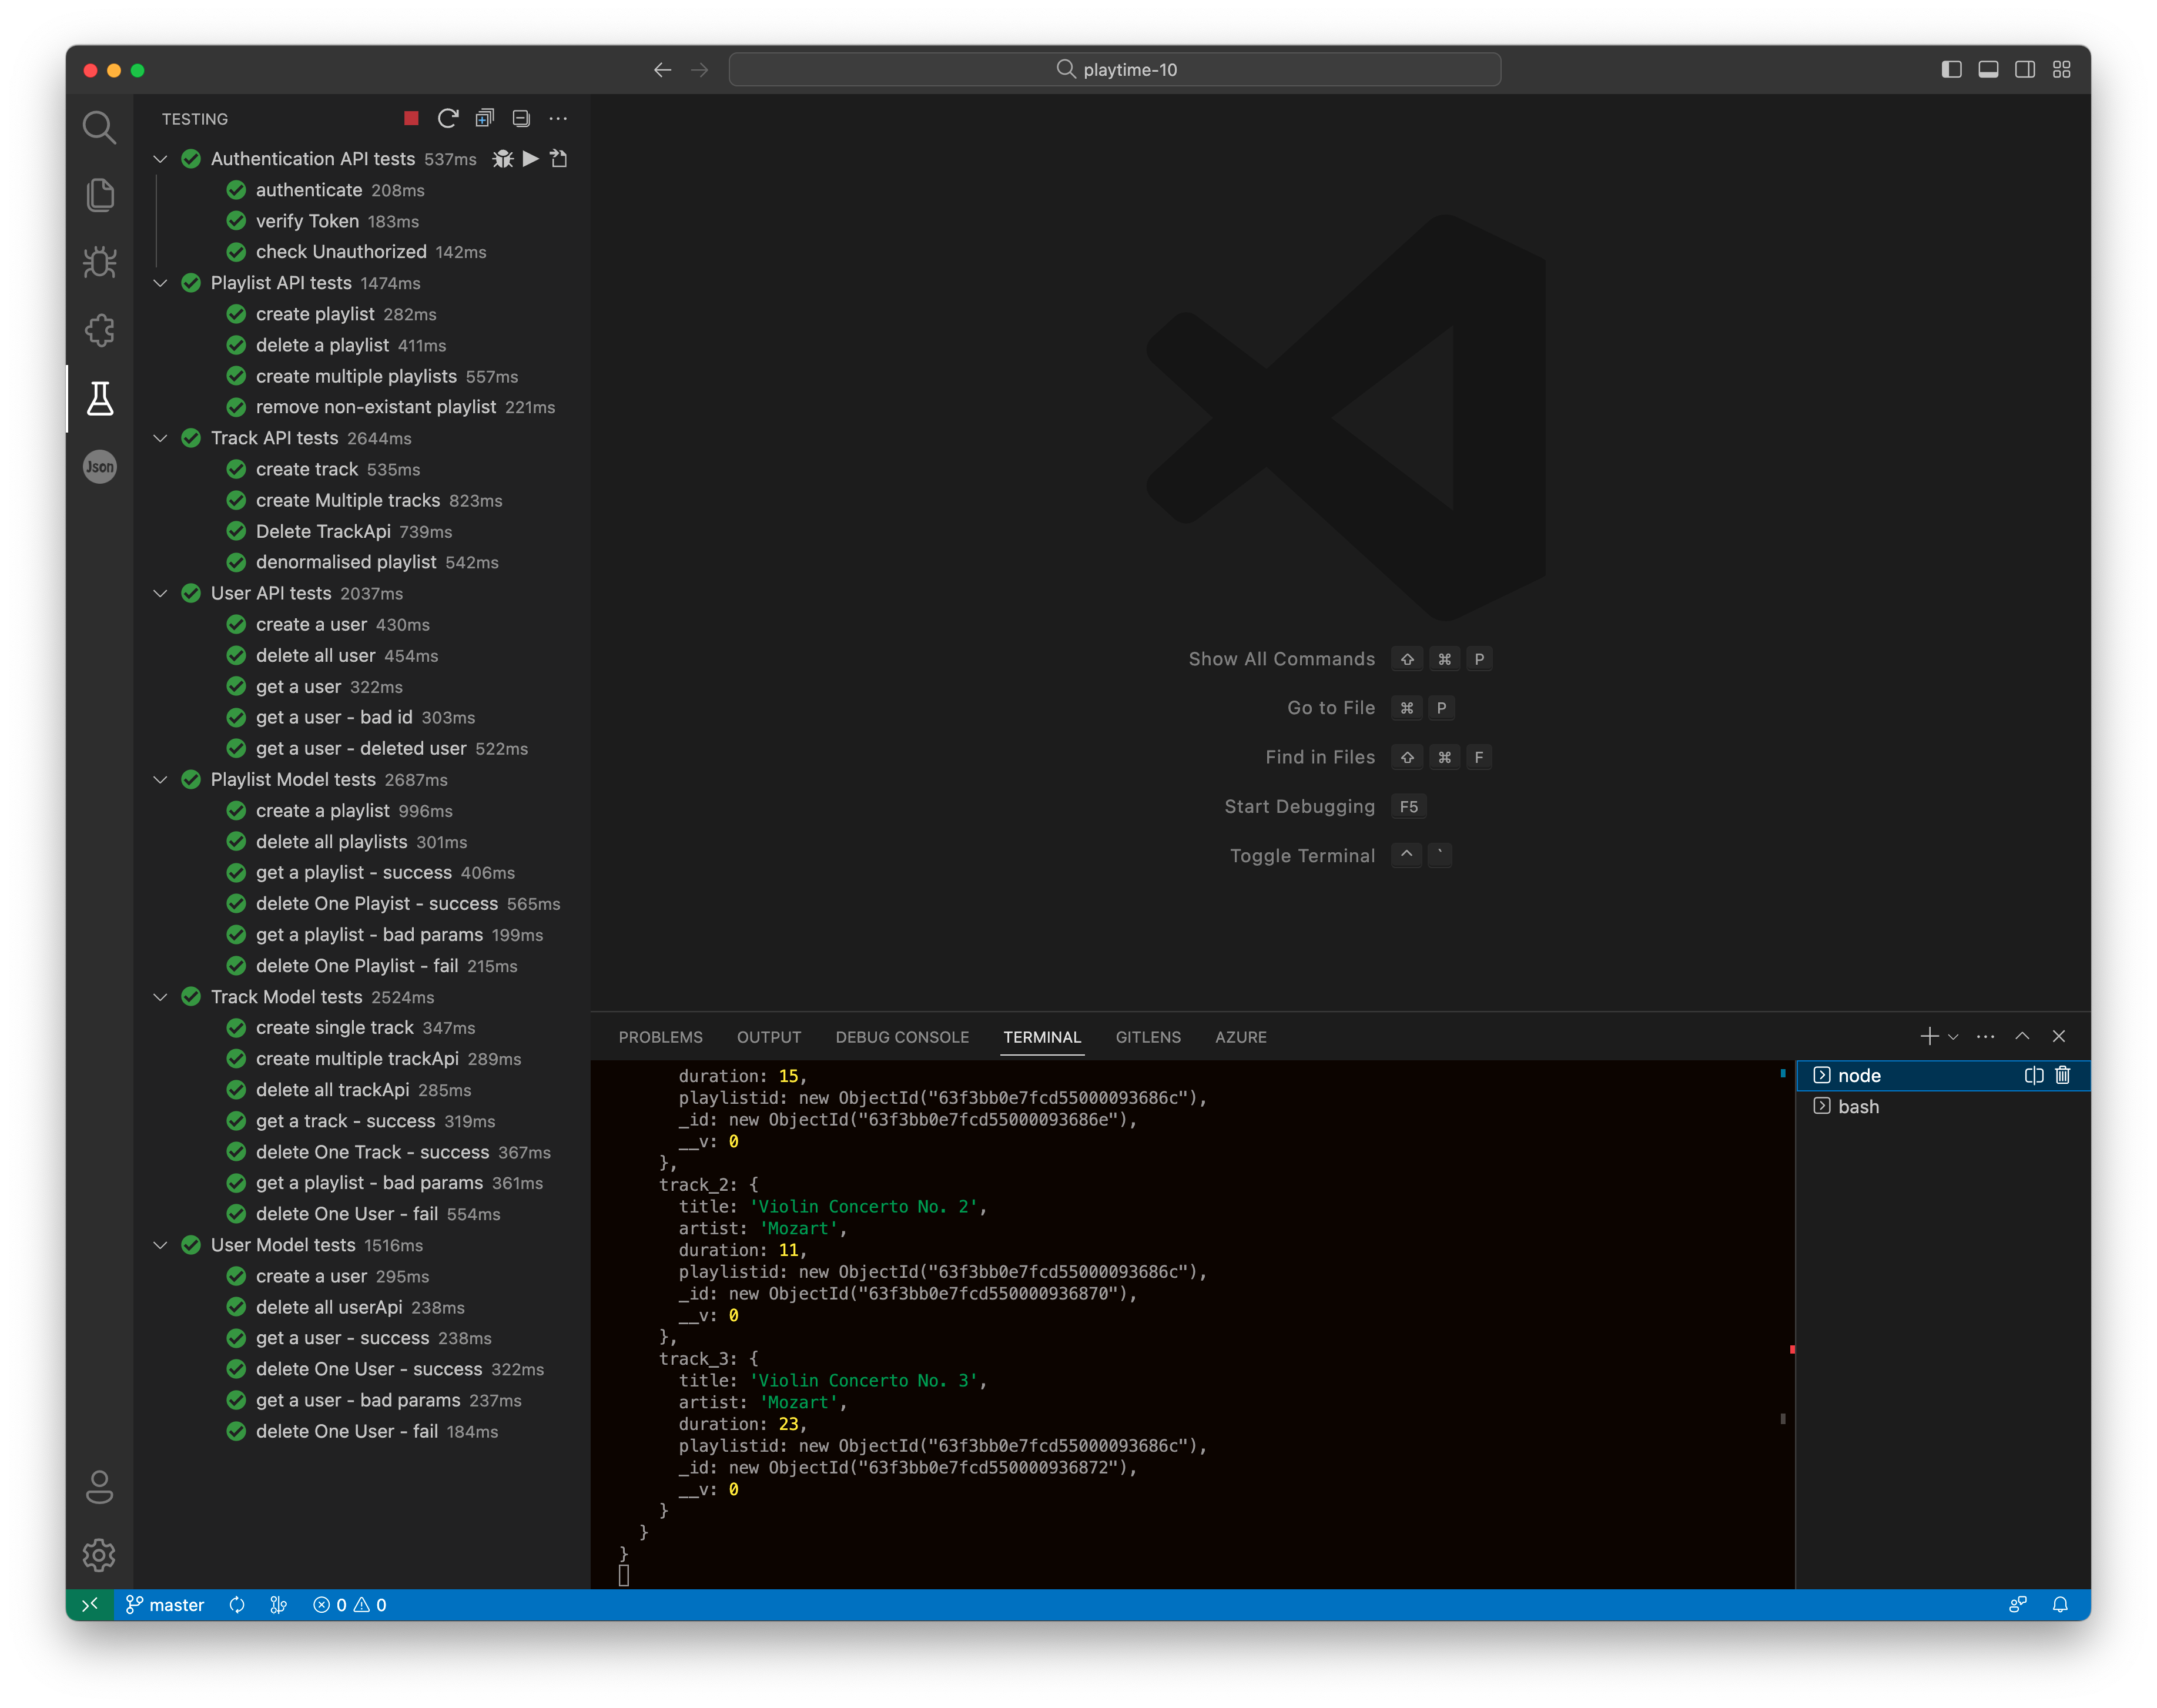 playtime-10
TESTING
Authentication API tests 537ms
authenticate 208ms
verify Token 183ms
check Unauthorized 142ms
Playlist API tests 1474ms
create playlist 282ms
delete a playlist 411ms
create multiple playlists 557ms
remove non-existant playlist 221ms
Track API tests 2644ms
create track 535ms
create Multiple tracks 823ms
Delete TrackApi 739ms
denormalised playlist 542ms
User API tests 2037ms
create a user 430ms
delete all user 454ms
get a user 322ms
get a user - bad id 303ms
get a user - deleted user 522ms
Playlist Model tests 2687ms
create a playlist 996ms
delete all playlists 301ms
get a playlist - success 406ms
delete One Playist - success 565ms
get a playlist - bad params 199ms
delete One Playlist - fail 215ms
Track Model tests 2524ms
create single track 347ms
create multiple trackApi 289ms
delete all trackApi 285ms
get a track - success 319ms
delete One Track - success 367ms
get a playlist - bad params 361ms
delete One User - fail 554ms
User Model tests 1516ms
create a user 295ms
delete all userApi 238ms
get a user - success 238ms
delete One User - success 322ms
get a user - bad params 237ms
delete One User - fail 184ms
Json
Show All Commands ⇧ ⌘ P
Go to File ⌘ P
Find in Files ⇧ ⌘ F
Start Debugging F5
Toggle Terminal ^ `
PROBLEMS OUTPUT DEBUG CONSOLE TERMINAL GITLENS AZURE
duration: 15,
playlistid: new ObjectId("63f3bb0e7fcd55000093686c"),
_id: new ObjectId("63f3bb0e7fcd55000093686e"),
__v: 0
},
track_2: {
title: 'Violin Concerto No. 2',
artist: 'Mozart',
duration: 11,
playlistid: new ObjectId("63f3bb0e7fcd55000093686c"),
_id: new ObjectId("63f3bb0e7fcd550000936870"),
__v: 0
},
track_3: {
title: 'Violin Concerto No. 3',
artist: 'Mozart',
duration: 23,
playlistid: new ObjectId("63f3bb0e7fcd55000093686c"),
_id: new ObjectId("63f3bb0e7fcd550000936872"),
__v: 0
}
}
}
node
bash
master 0 0